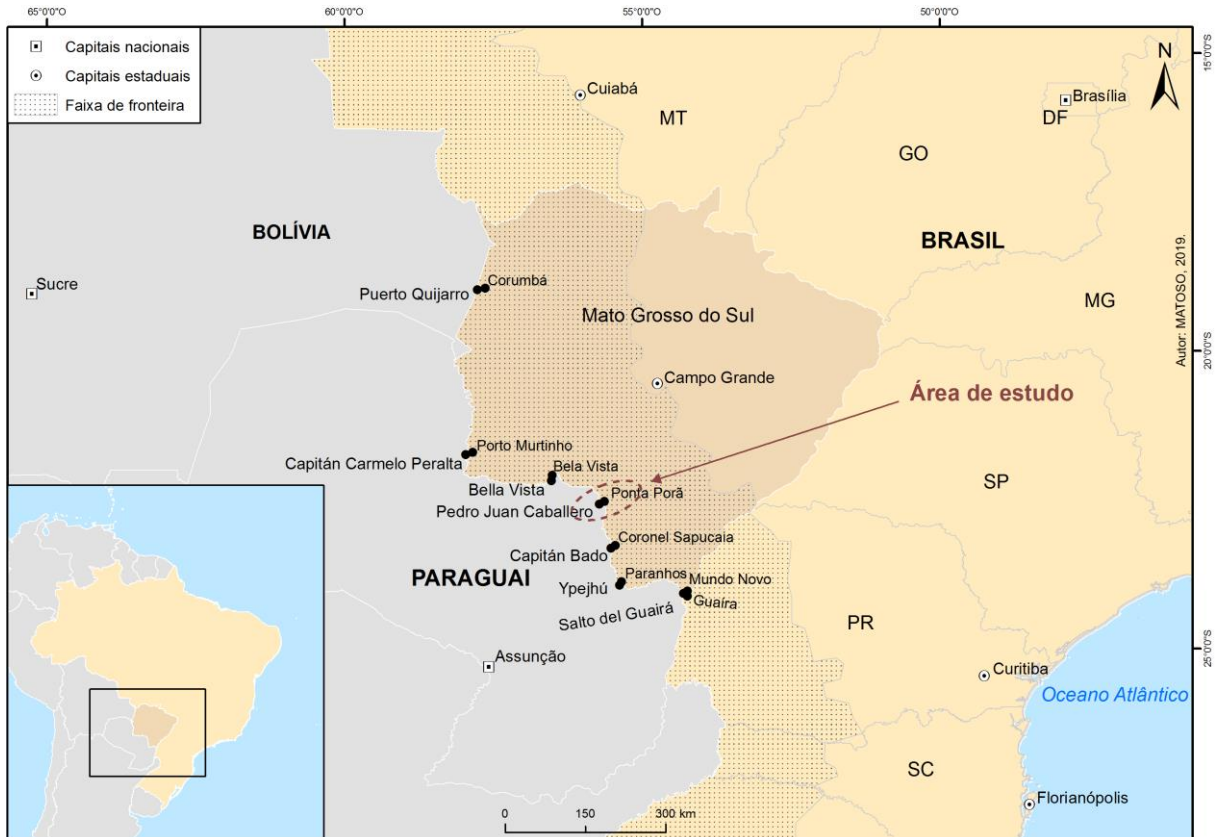 65°0'0"O
60°0'0"O
55°0'0"O
50°0'0"O
Capitais nacionais
Capitais estaduais
Faixa de fronteira
N
15°0'0"S
Cuiabá
Brasília
MT
DF
GO
BOLÍVIA
BRASIL
Sucre
Corumbá
Puerto Quijarro
MG
Mato Grosso do Sul
Autor: MATOSO, 2019.
20°0'0"S
Campo Grande
Área de estudo
Porto Murtinho
Capitán Carmelo Peralta
Bela Vista
Bella Vista
Ponta Porã
SP
Pedro Juan Caballero
Coronel Sapucaia
Capitán Bado
PARAGUAI
Paranhos
Mundo Novo
Ypejhú
Guaíra
Salto del Guairá
PR
25°0'0"S
Assunção
Curitiba
Oceano Atlântico
SC
Florianópolis
0 150 300 km